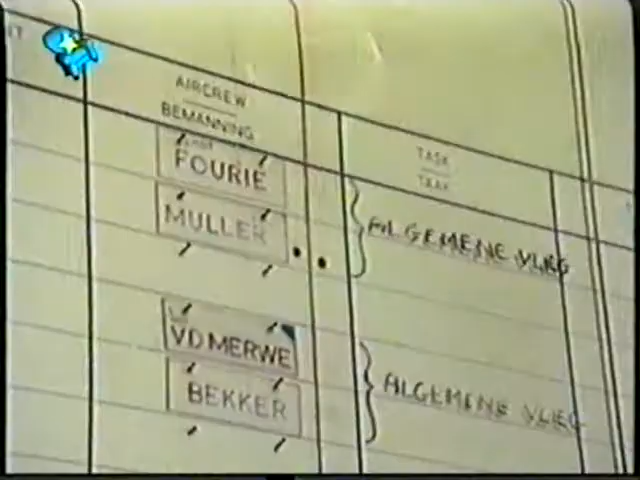 AIRCREW
BEMANNING
TASK
TAAK
FOURIE
MULLER
ALGEMENE VLIEG
VD MERWE
BEKKER
ALGEMENE VLIEG